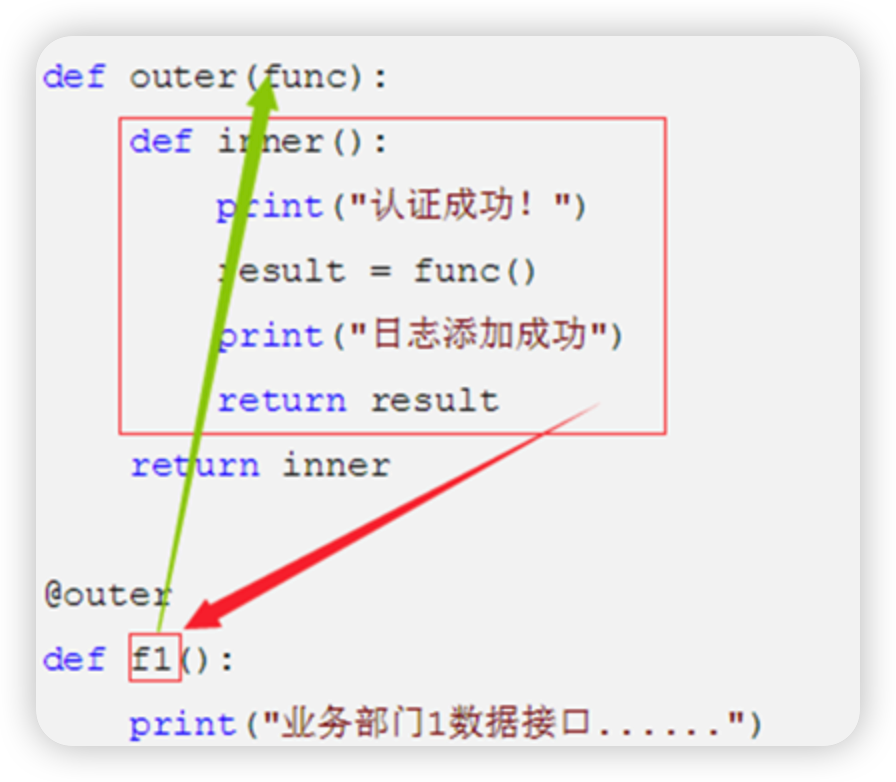 def outer(func):
    def inner():
        print("认证成功！")
        result = func()
        print("日志添加成功")
        return result
    return inner
@outer
def f1():
    print("业务部门1数据接口......")